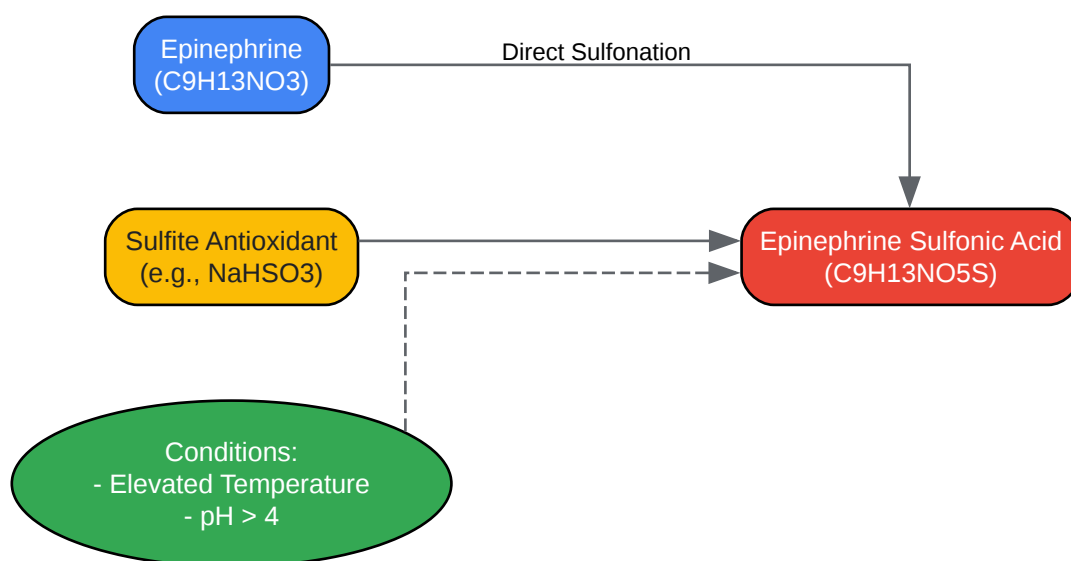 Epinephrine
(C9H13NO3)
Direct Sulfonation
Sulfite Antioxidant
(e.g., NaHSO3)
Epinephrine Sulfonic Acid
(C9H13NO5S)
Conditions:
- Elevated Temperature
- pH > 4